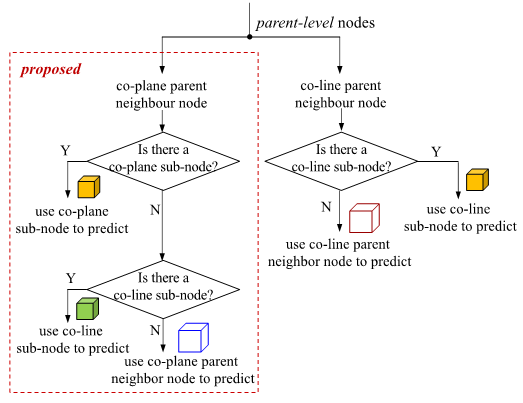 parent-level nodes
proposed
co-plane parent
neighbour node
Is there a
co-plane sub-node?
Y
use co-plane
sub-node to predict
N
Is there a
co-line sub-node?
Y
use co-line
sub-node to predict
N
use co-plane parent
neighbor node to predict
co-line parent
neighbour node
Is there a
co-line sub-node?
Y
use co-line
sub-node to predict
N
use co-line parent
neighbor node to predict